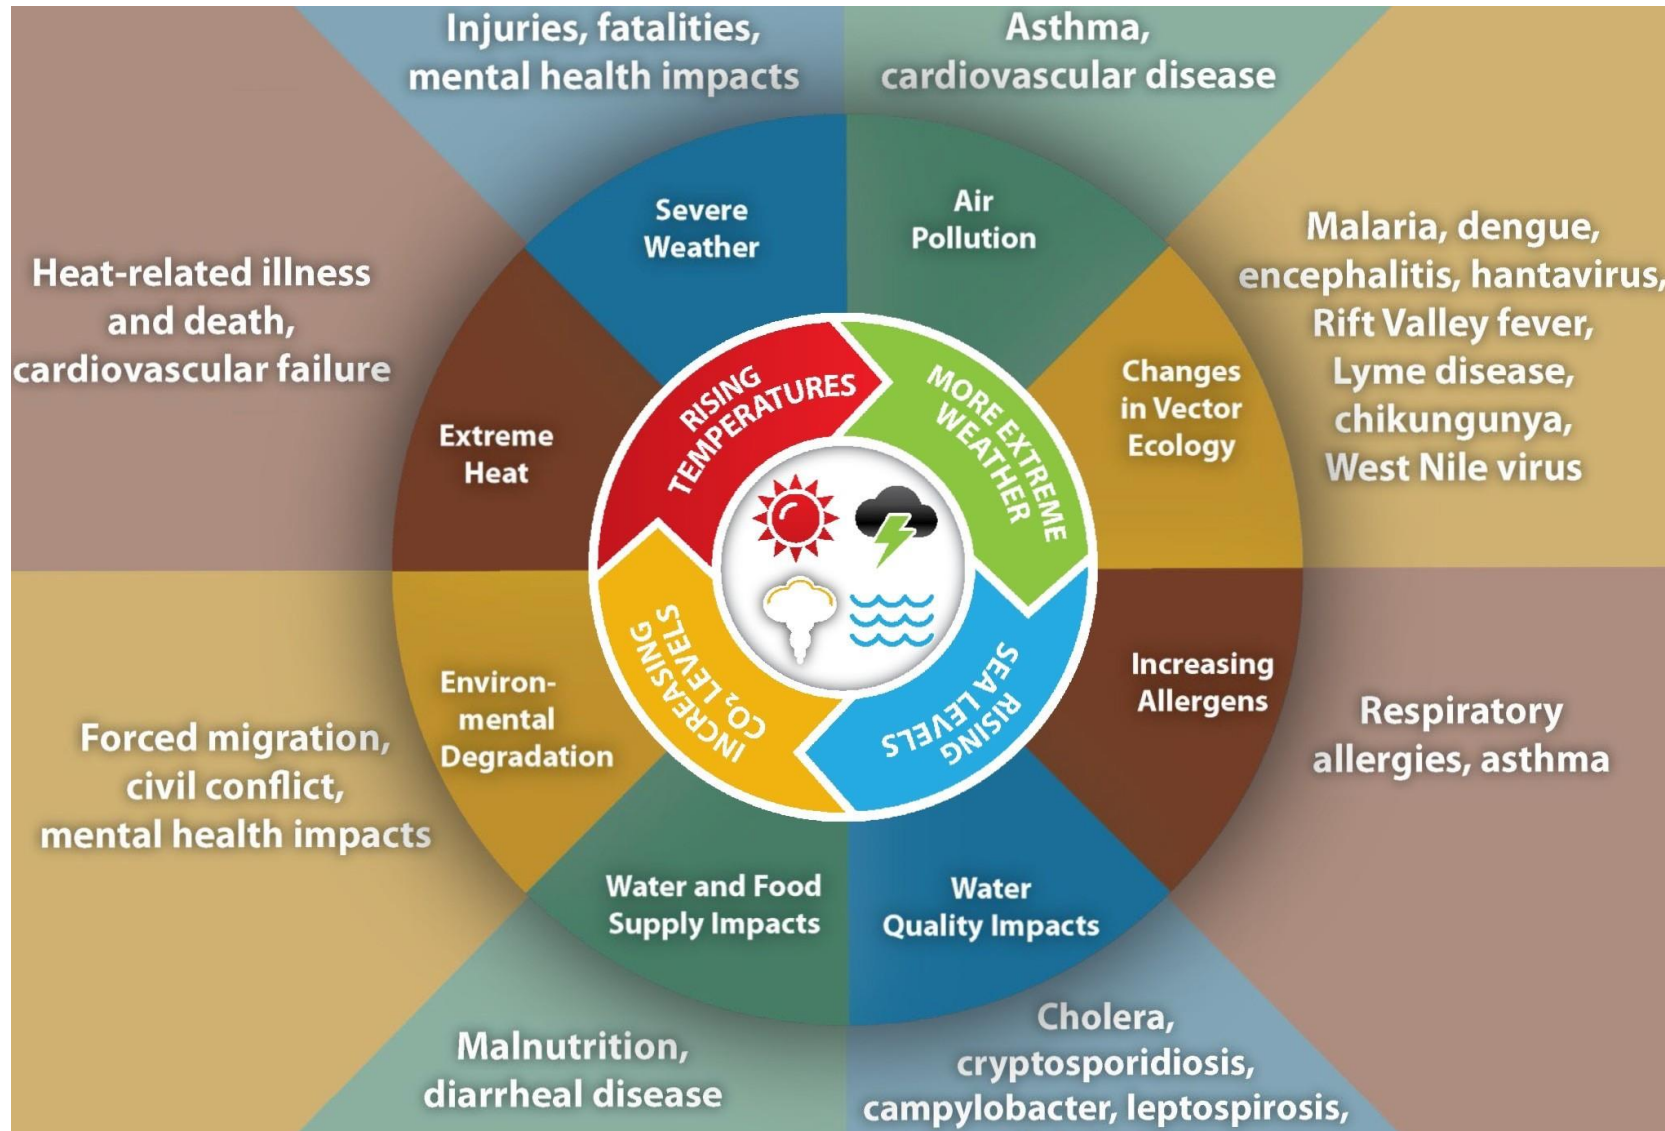 Injuries, fatalities,
mental health impacts
Asthma,
cardiovascular disease
Severe
Weather
Air
Pollution
Heat-related illness
and death,
cardiovascular failure
Extreme
Heat
Changes
in Vector
Ecology
Malaria, dengue,
encephalitis, hantavirus,
Rift Valley fever,
Lyme disease,
chikungunya,
West Nile virus
RISING
TEMPERATURES
MORE EXTREME
WEATHER
INCREASING
CO₂ LEVELS
RISING
SEA LEVELS
Forced migration,
civil conflict,
mental health impacts
Environ-
mental
Degradation
Increasing
Allergens
Respiratory
allergies, asthma
Water and Food
Supply Impacts
Water
Quality Impacts
Malnutrition,
diarrheal disease
Cholera,
cryptosporidiosis,
campylobacter, leptospirosis,